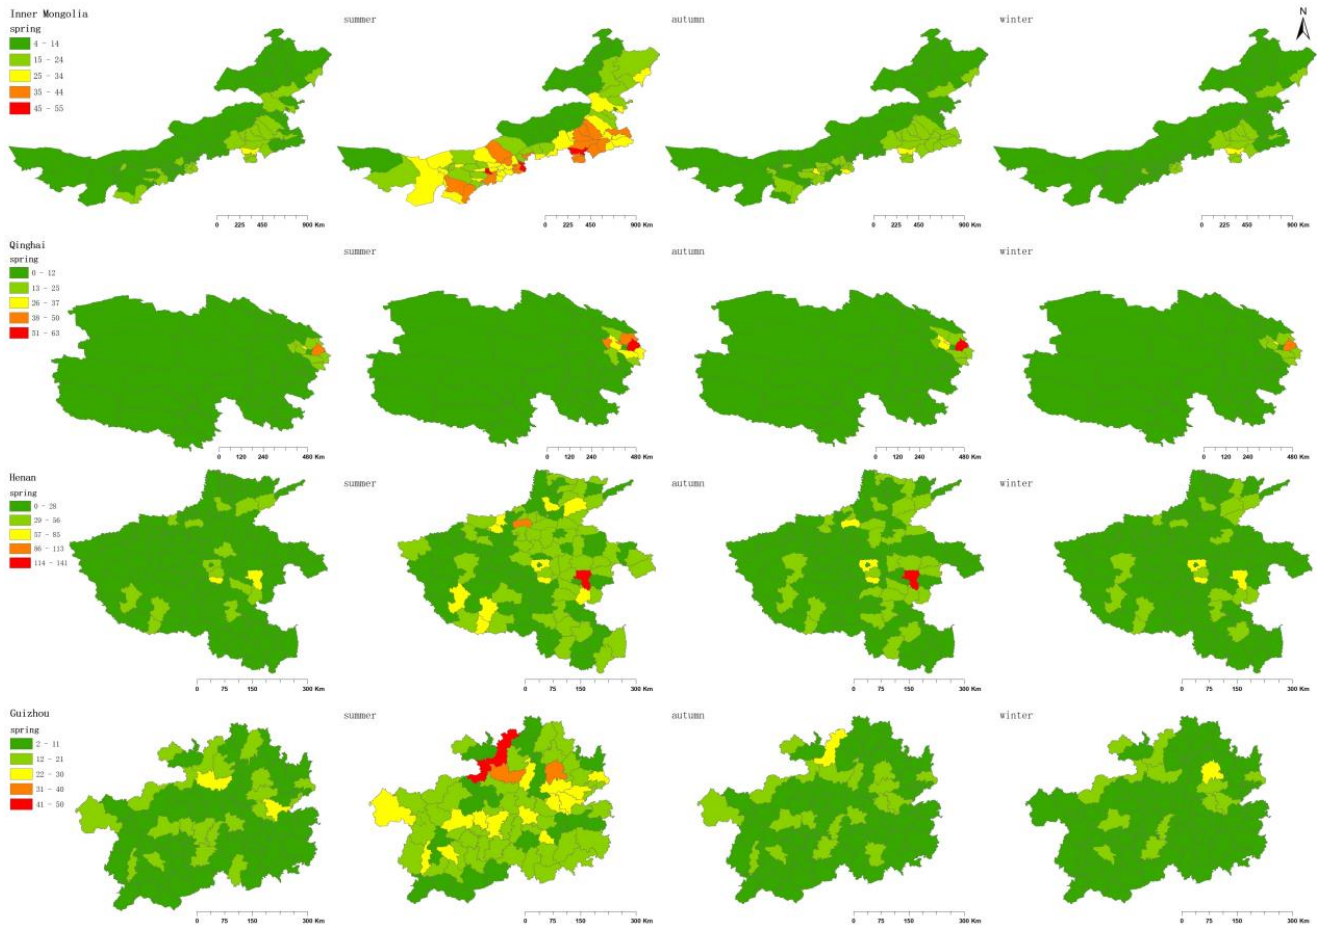 Inner Mongolia
spring
4 - 14
15 - 24
25 - 34
35 - 44
45 - 55
summer
autumn
winter
N
0 225 450 900 Km
0 225 450 900 Km
0 225 450 900 Km
0 225 450 900 Km
Qinghai
spring
0 - 12
13 - 25
26 - 37
38 - 50
51 - 63
summer
autumn
winter
0 120 240 480 Km
0 120 240 480 Km
0 120 240 480 Km
0 120 240 480 Km
Henan
spring
0 - 28
29 - 56
57 - 85
86 - 113
114 - 141
summer
autumn
winter
0 75 150 300 Km
0 75 150 300 Km
0 75 150 300 Km
0 75 150 300 Km
Guizhou
spring
2 - 11
12 - 21
22 - 30
31 - 40
41 - 50
summer
autumn
winter
0 75 150 300 Km
0 75 150 300 Km
0 75 150 300 Km
0 75 150 300 Km